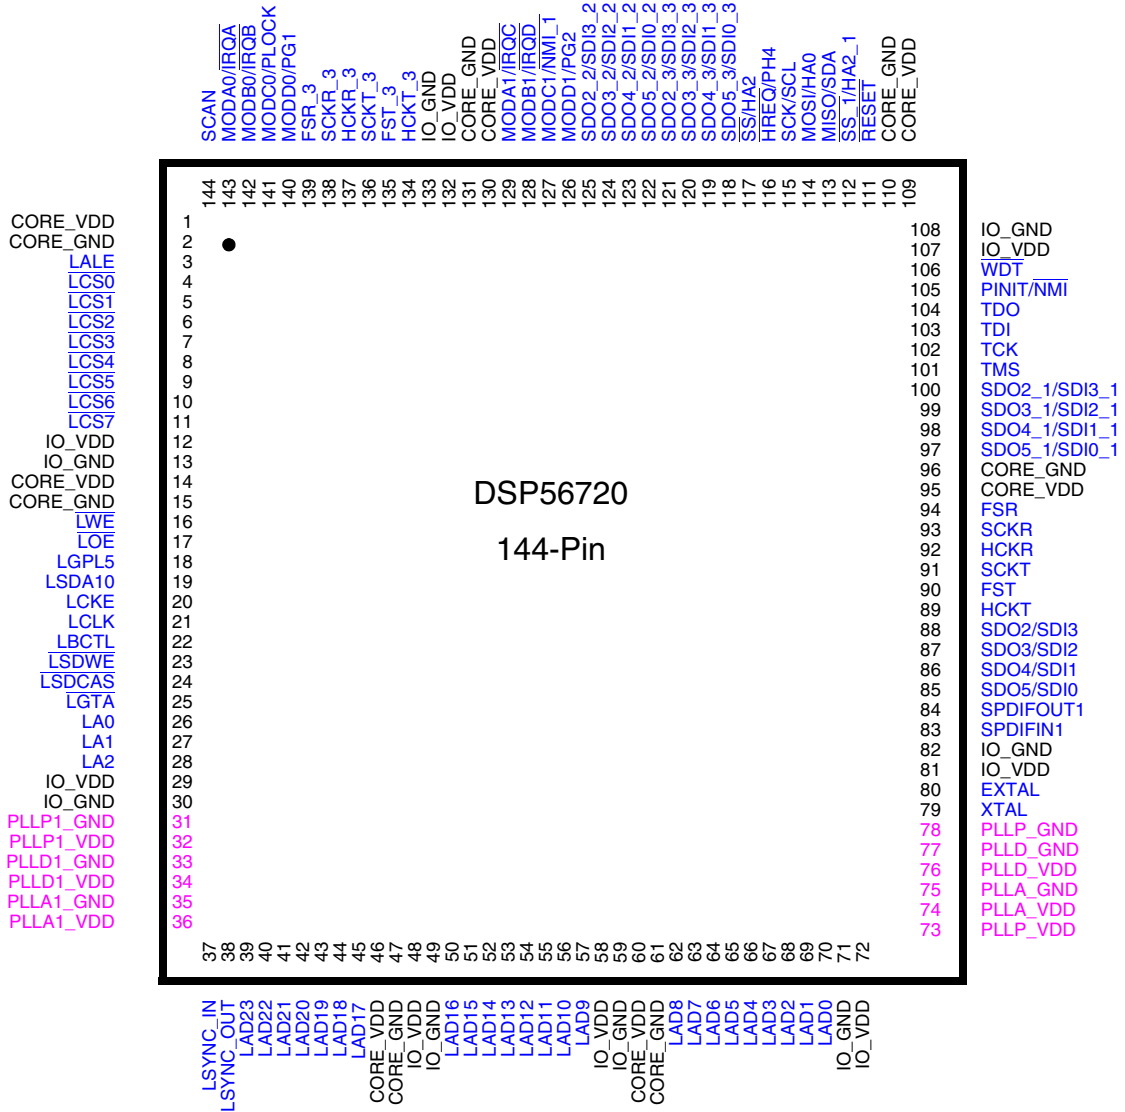 SCAN
MODA0/IRQA
MODB0/IRQB
MODC0/PLOCK
MODD0/PG1
FSR_3
SCKR_3
HCKR_3
SCKT_3
FST_3
HCKT_3
IO_GND
IO_VDD
CORE_GND
CORE_VDD
MODA1/IRQC
MODB1/IRQD
MODC1/NMI_1
MODD1/PG2
SDO2_2/SDI3_2
SDO3_2/SDI2_2
SDO4_2/SDI1_2
SDO5_2/SDI0_2
SDO2_3/SDI3_3
SDO3_3/SDI2_3
SDO4_3/SDI1_3
SDO5_3/SDI0_3
SS/HA2
HREQ/PH4
SCK/SCL
MOSI/HA0
MISO/SDA
SS_1/HA2_1
RESET
CORE_GND
CORE_VDD
144
143
142
141
140
139
138
137
136
135
134
133
132
131
130
129
128
127
126
125
124
123
122
121
120
119
118
117
116
115
114
113
112
111
110
109
CORE_VDD 1
CORE_GND 2
LALE 3
LCS0 4
LCS1 5
LCS2 6
LCS3 7
LCS4 8
LCS5 9
LCS6 10
LCS7 11
IO_VDD 12
IO_GND 13
CORE_VDD 14
CORE_GND 15
LWE 16
LOE 17
LGPL5 18
LSDA10 19
LCKE 20
LCLK 21
LBCTL 22
LSDWE 23
LSDCAS 24
LGTA 25
LA0 26
LA1 27
LA2 28
IO_VDD 29
IO_GND 30
PLLP1_GND 31
PLLP1_VDD 32
PLLD1_GND 33
PLLD1_VDD 34
PLLA1_GND 35
PLLA1_VDD 36
DSP56720
144-Pin
108 IO_GND
107 IO_VDD
106 WDT
105 PINIT/NMI
104 TDO
103 TDI
102 TCK
101 TMS
100 SDO2_1/SDI3_1
99 SDO3_1/SDI2_1
98 SDO4_1/SDI1_1
97 SDO5_1/SDI0_1
96 CORE_GND
95 CORE_VDD
94 FSR
93 SCKR
92 HCKR
91 SCKT
90 FST
89 HCKT
88 SDO2/SDI3
87 SDO3/SDI2
86 SDO4/SDI1
85 SDO5/SDI0
84 SPDIFOUT1
83 SPDIFIN1
82 IO_GND
81 IO_VDD
80 EXTAL
79 XTAL
78 PLLP_GND
77 PLLD_GND
76 PLLD_VDD
75 PLLA_GND
74 PLLA_VDD
73 PLLP_VDD
37
38
39
40
41
42
43
44
45
46
47
48
49
50
51
52
53
54
55
56
57
58
59
60
61
62
63
64
65
66
67
68
69
70
71
72
LSYNC_IN
LSYNC_OUT
LAD23
LAD22
LAD21
LAD20
LAD19
LAD18
LAD17
CORE_VDD
CORE_GND
IO_VDD
IO_GND
LAD16
LAD15
LAD14
LAD13
LAD12
LAD11
LAD10
LAD9
IO_VDD
IO_GND
CORE_VDD
CORE_GND
LAD8
LAD7
LAD6
LAD5
LAD4
LAD3
LAD2
LAD1
LAD0
IO_GND
IO_VDD